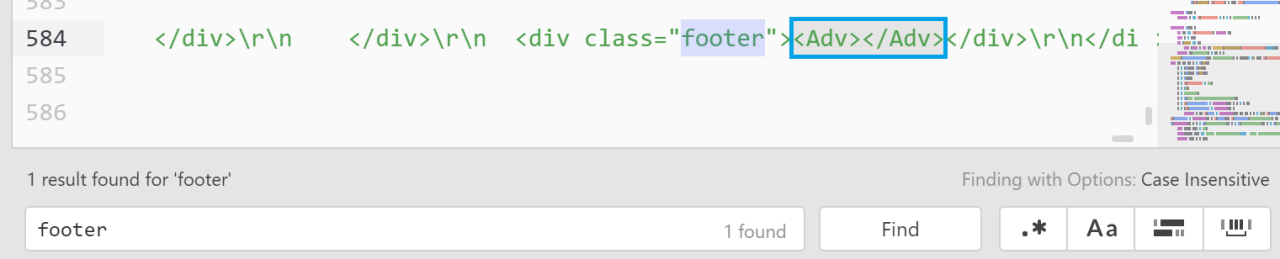 583
584 </div>\r\n    </div>\r\n  <div class="footer"><Adv></Adv></div>\r\n</di
585
586
1 result found for 'footer'
Finding with Options: Case Insensitive
footer
1 found
Find
.*
Aa